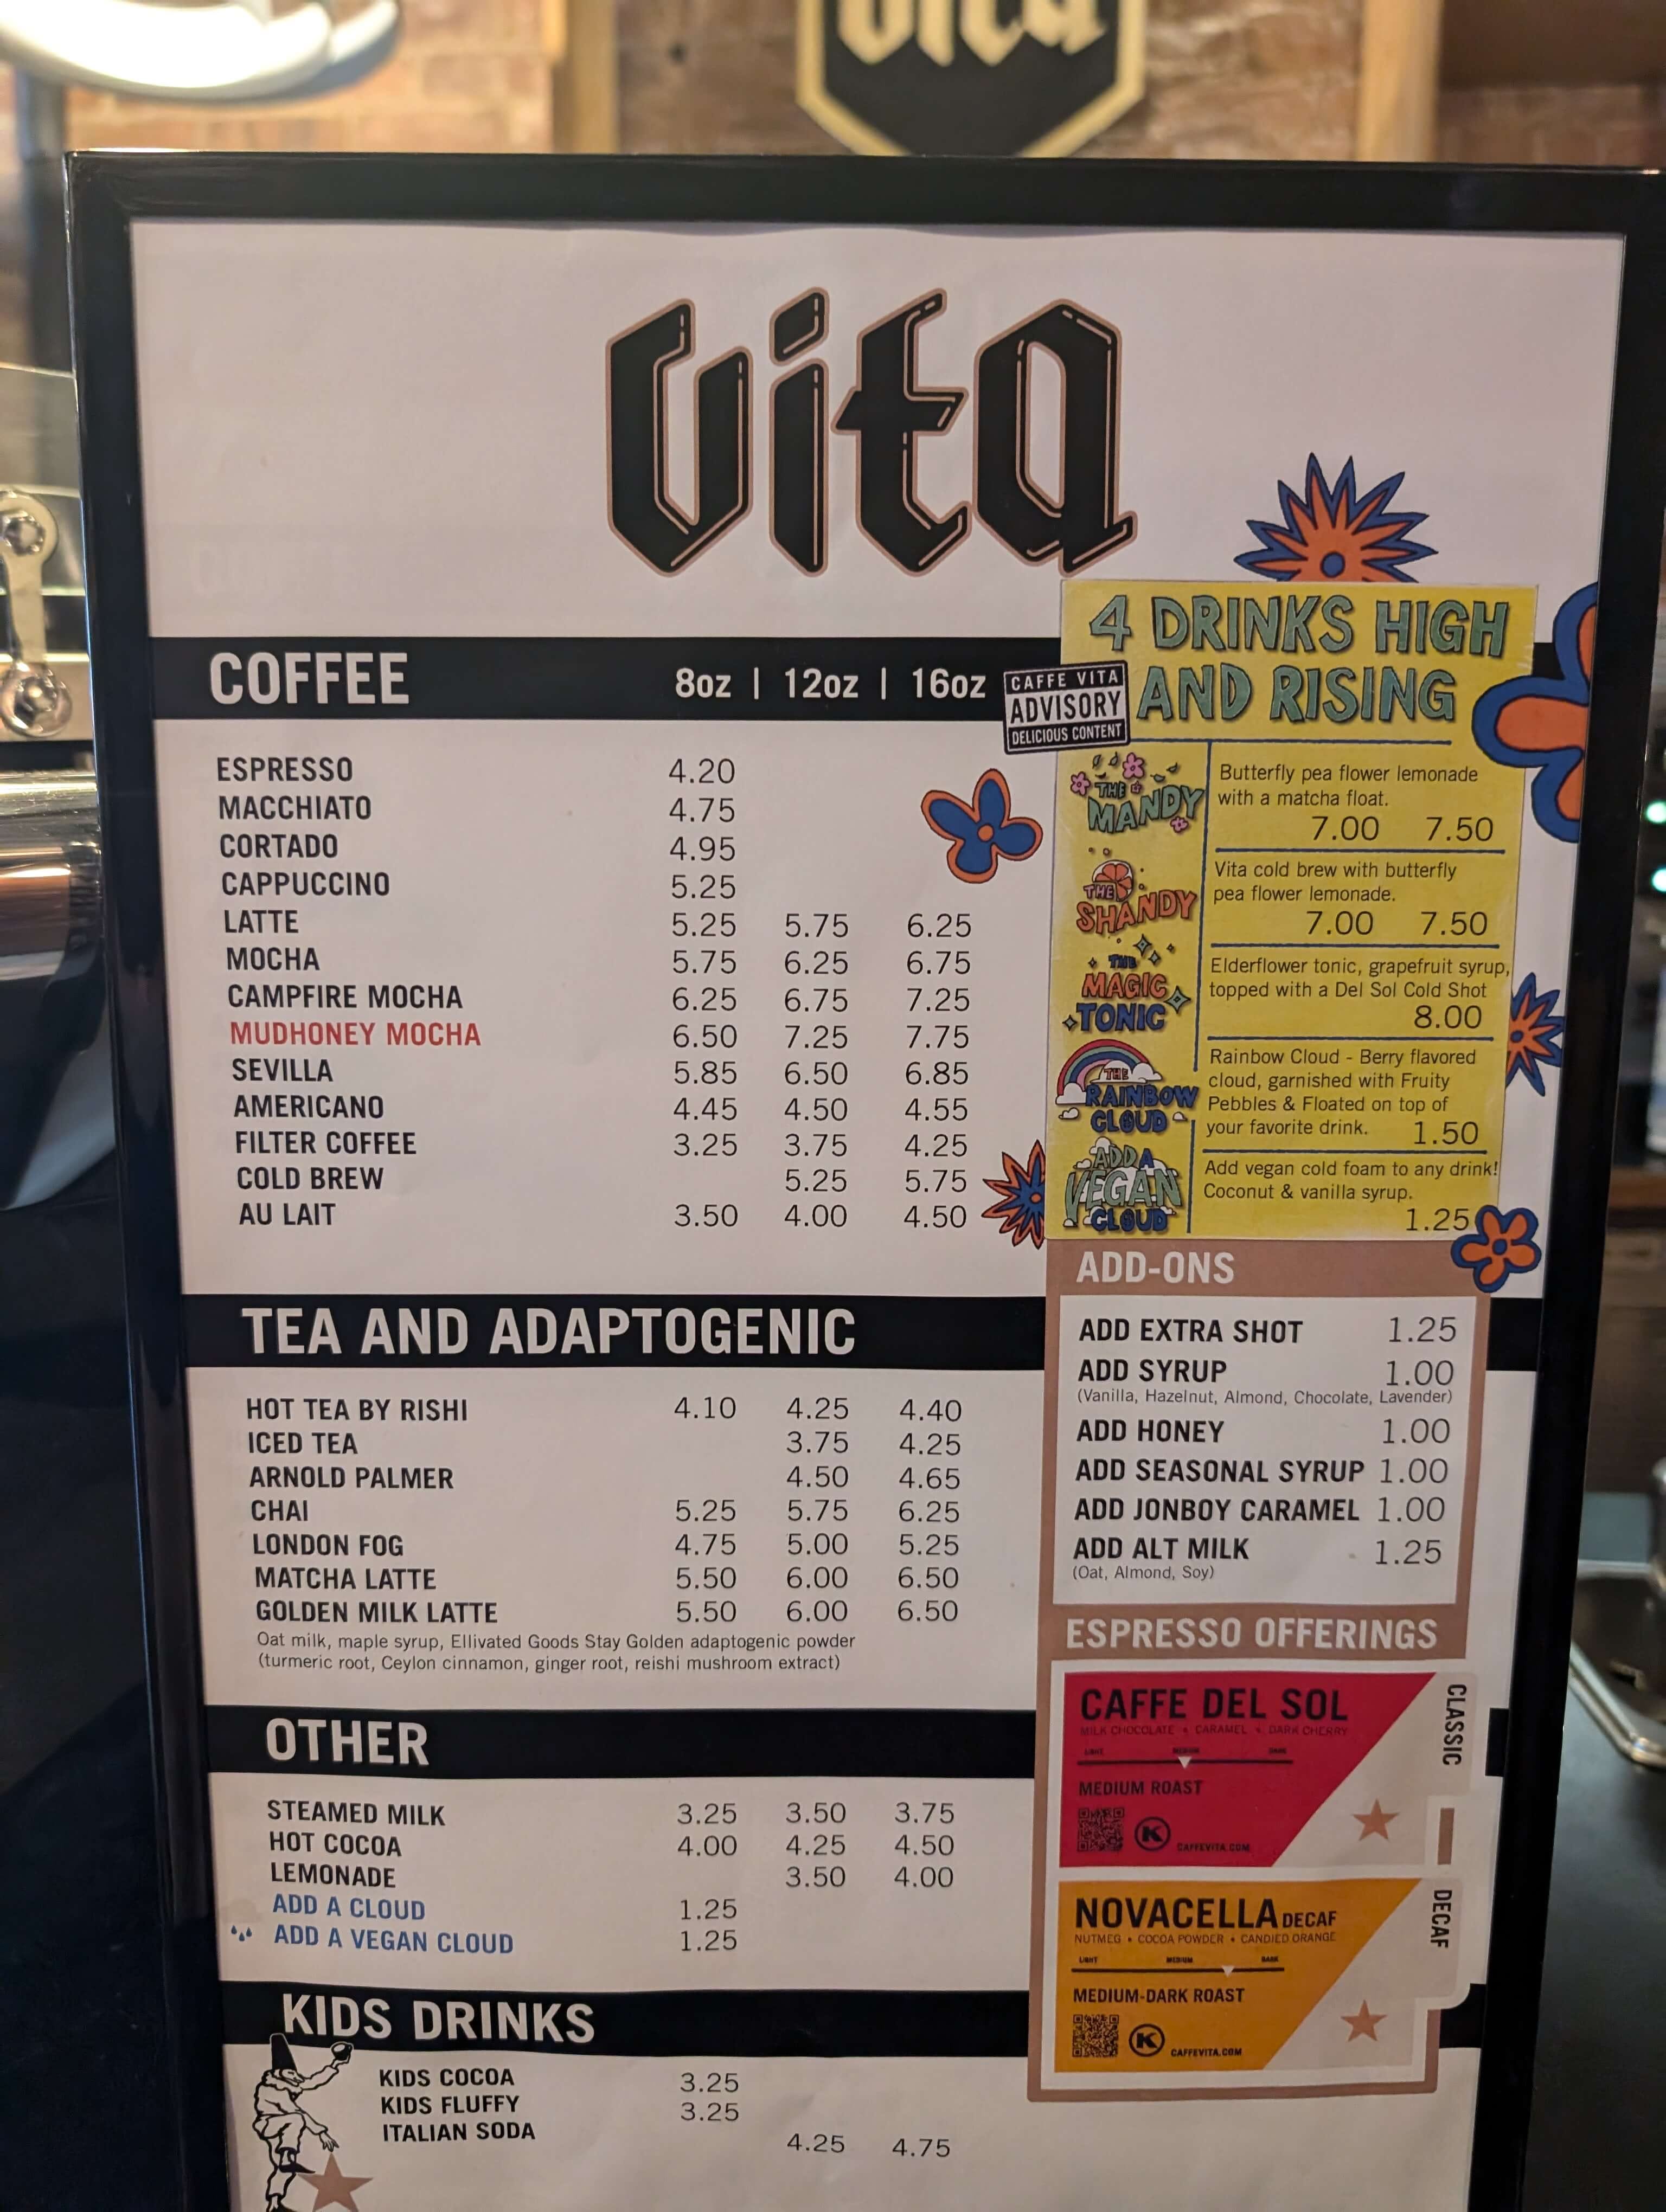 vita
vita
COFFEE 8oz | 12oz | 16oz
ESPRESSO 4.20
MACCHIATO 4.75
CORTADO 4.95
CAPPUCCINO 5.25
LATTE 5.25 5.75 6.25
MOCHA 5.75 6.25 6.75
CAMPFIRE MOCHA 6.25 6.75 7.25
MUDHONEY MOCHA 6.50 7.25 7.75
SEVILLA 5.85 6.50 6.85
AMERICANO 4.45 4.50 4.55
FILTER COFFEE 3.25 3.75 4.25
COLD BREW 5.25 5.75
AU LAIT 3.50 4.00 4.50
4 DRINKS HIGH
AND RISING
CAFFE VITA
ADVISORY
DELICIOUS CONTENT
THE
MANDY
Butterfly pea flower lemonade
with a matcha float.
7.00 7.50
THE
SHANDY
Vita cold brew with butterfly
pea flower lemonade.
7.00 7.50
THE
MAGIC
TONIC
Elderflower tonic, grapefruit syrup,
topped with a Del Sol Cold Shot
8.00
THE
RAINBOW
CLOUD
Rainbow Cloud - Berry flavored
cloud, garnished with Fruity
Pebbles & Floated on top of
your favorite drink. 1.50
ADD A
VEGAN
CLOUD
Add vegan cold foam to any drink!
Coconut & vanilla syrup.
1.25
TEA AND ADAPTOGENIC
HOT TEA BY RISHI 4.10 4.25 4.40
ICED TEA 3.75 4.25
ARNOLD PALMER 4.50 4.65
CHAI 5.25 5.75 6.25
LONDON FOG 4.75 5.00 5.25
MATCHA LATTE 5.50 6.00 6.50
GOLDEN MILK LATTE 5.50 6.00 6.50
Oat milk, maple syrup, Ellivated Goods Stay Golden adaptogenic powder
(turmeric root, Ceylon cinnamon, ginger root, reishi mushroom extract)
ADD-ONS
ADD EXTRA SHOT 1.25
ADD SYRUP 1.00
(Vanilla, Hazelnut, Almond, Chocolate, Lavender)
ADD HONEY 1.00
ADD SEASONAL SYRUP 1.00
ADD JONBOY CARAMEL 1.00
ADD ALT MILK 1.25
(Oat, Almond, Soy)
ESPRESSO OFFERINGS
CAFFE DEL SOL
MILK CHOCOLATE • CARAMEL • DARK CHERRY
LIGHT MEDIUM DARK
MEDIUM ROAST
K CAFFEVITA.COM
CLASSIC
NOVACELLA DECAF
NUTMEG • COCOA POWDER • CANDIED ORANGE
LIGHT MEDIUM DARK
MEDIUM-DARK ROAST
K CAFFEVITA.COM
DECAF
OTHER
STEAMED MILK 3.25 3.50 3.75
HOT COCOA 4.00 4.25 4.50
LEMONADE 3.50 4.00
ADD A CLOUD 1.25
ADD A VEGAN CLOUD 1.25
KIDS DRINKS
KIDS COCOA 3.25
KIDS FLUFFY 3.25
ITALIAN SODA 4.25 4.75